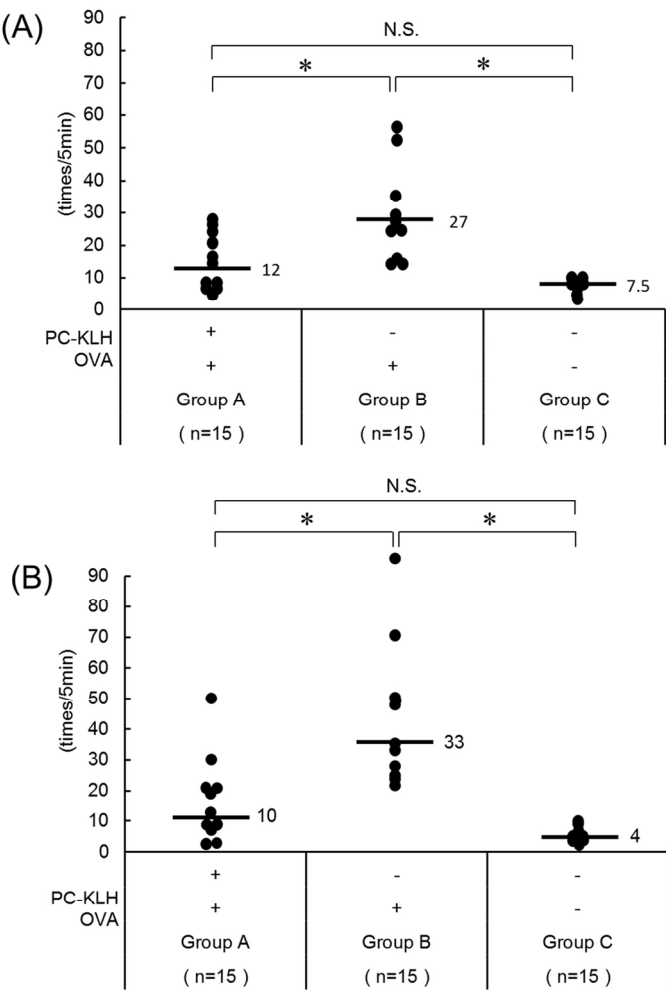 (A)
90
80
70
60
50
40
30
20
10
0
(times/5min)
N.S.
* *
12
27
7.5
PC-KLH + - -
OVA + + -
Group A Group B Group C
( n=15 ) ( n=15 ) ( n=15 )
(B)
N.S.
* *
90
80
70
60
50
40
30
20
10
0
(times/5min)
10
33
4
PC-KLH + - -
OVA + + -
Group A Group B Group C
( n=15 ) ( n=15 ) ( n=15 )